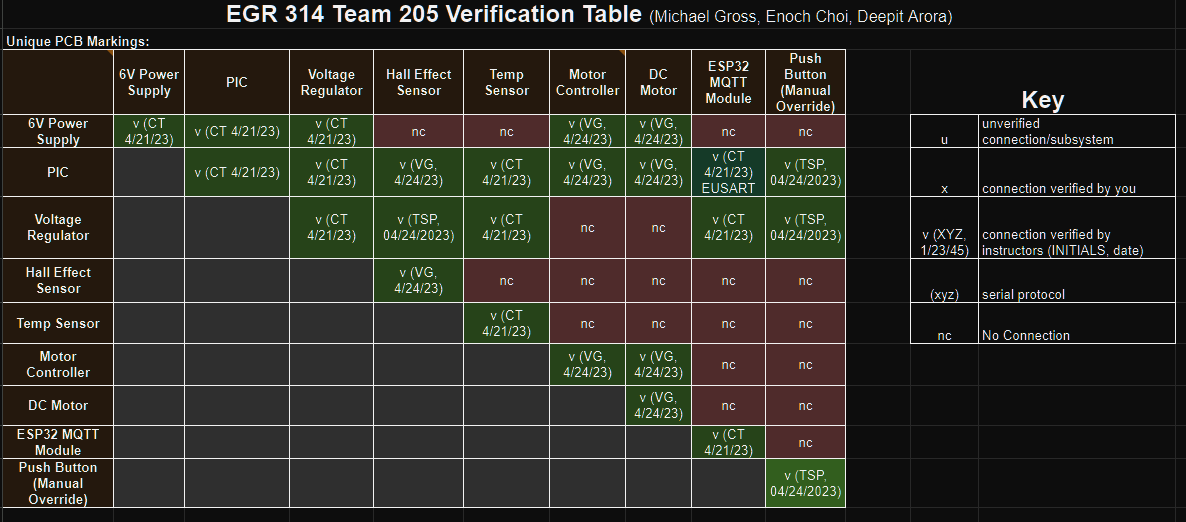 EGR 314 Team 205 Verification Table (Michael Gross, Enoch Choi, Deepit Arora)
Unique PCB Markings:
6V Power Supply | PIC | Voltage Regulator | Hall Effect Sensor | Temp Sensor | Motor Controller | DC Motor | ESP32 MQTT Module | Push Button (Manual Override)
6V Power Supply | v (CT 4/21/23) | v (CT 4/21/23) | v (CT 4/21/23) | nc | nc | v (VG, 4/24/23) | v (VG, 4/24/23) | nc | nc
PIC | v (CT 4/21/23) | v (CT 4/21/23) | v (VG, 4/24/23) | v (CT 4/21/23) | v (VG, 4/24/23) | v (VG, 4/24/23) | v (CT 4/21/23) EUSART | v (TSP, 04/24/2023)
Voltage Regulator | v (CT 4/21/23) | v (TSP, 04/24/2023) | v (CT 4/21/23) | nc | nc | v (CT 4/21/23) | v (TSP, 04/24/2023)
Hall Effect Sensor | v (VG, 4/24/23) | nc | nc | nc | nc | nc
Temp Sensor | v (CT 4/21/23) | nc | nc | nc | nc
Motor Controller | v (VG, 4/24/23) | v (VG, 4/24/23) | nc | nc
DC Motor | v (VG, 4/24/23) | nc | nc
ESP32 MQTT Module | v (CT 4/21/23) | nc
Push Button (Manual Override) | v (TSP, 04/24/2023)
Key
u | unverified connection/subsystem
x | connection verified by you
v (XYZ, 1/23/45) | connection verified by instructors (INITIALS, date)
(xyz) | serial protocol
nc | No Connection